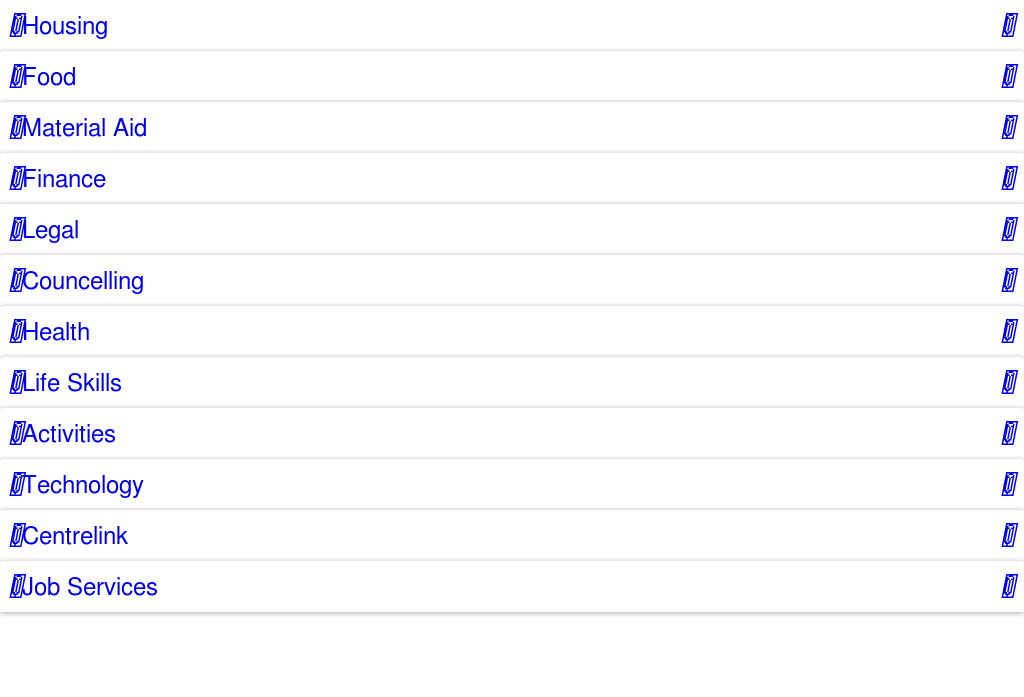 Housing
Food
Material Aid
Finance
Legal
Councelling
Health
Life Skills
Activities
Technology
Centrelink
Job Services